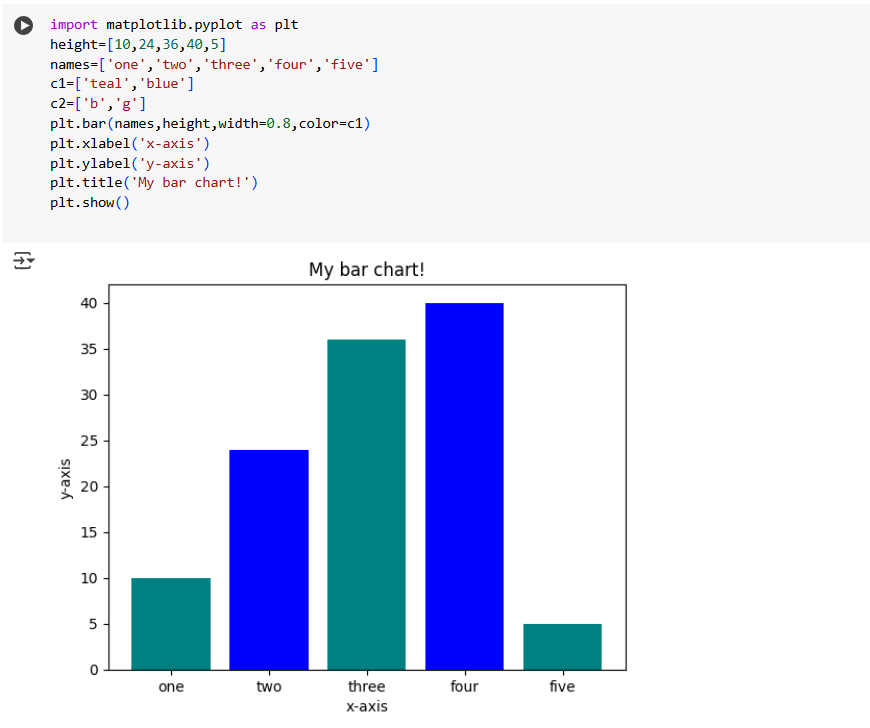 import matplotlib.pyplot as plt
height=[10,24,36,40,5]
names=['one','two','three','four','five']
c1=['teal','blue']
c2=['b','g']
plt.bar(names,height,width=0.8,color=c1)
plt.xlabel('x-axis')
plt.ylabel('y-axis')
plt.title('My bar chart!')
plt.show()
My bar chart!
40
35
30
25
20
15
10
5
0
y-axis
one two three four five
x-axis